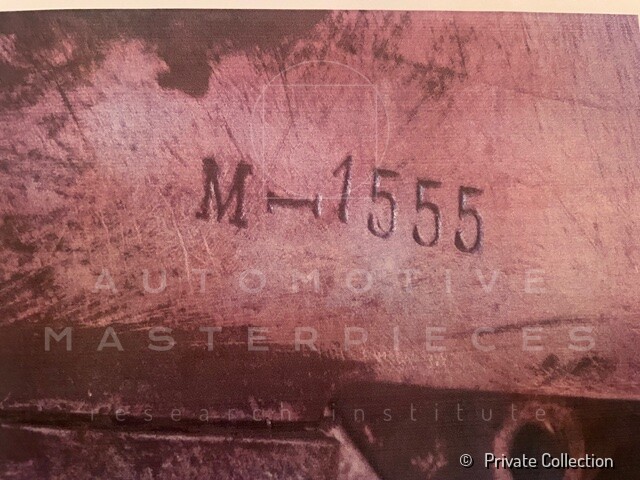 M-1555
AUTOMOTIVE
MASTERPIECES
research institute
© Private Collection